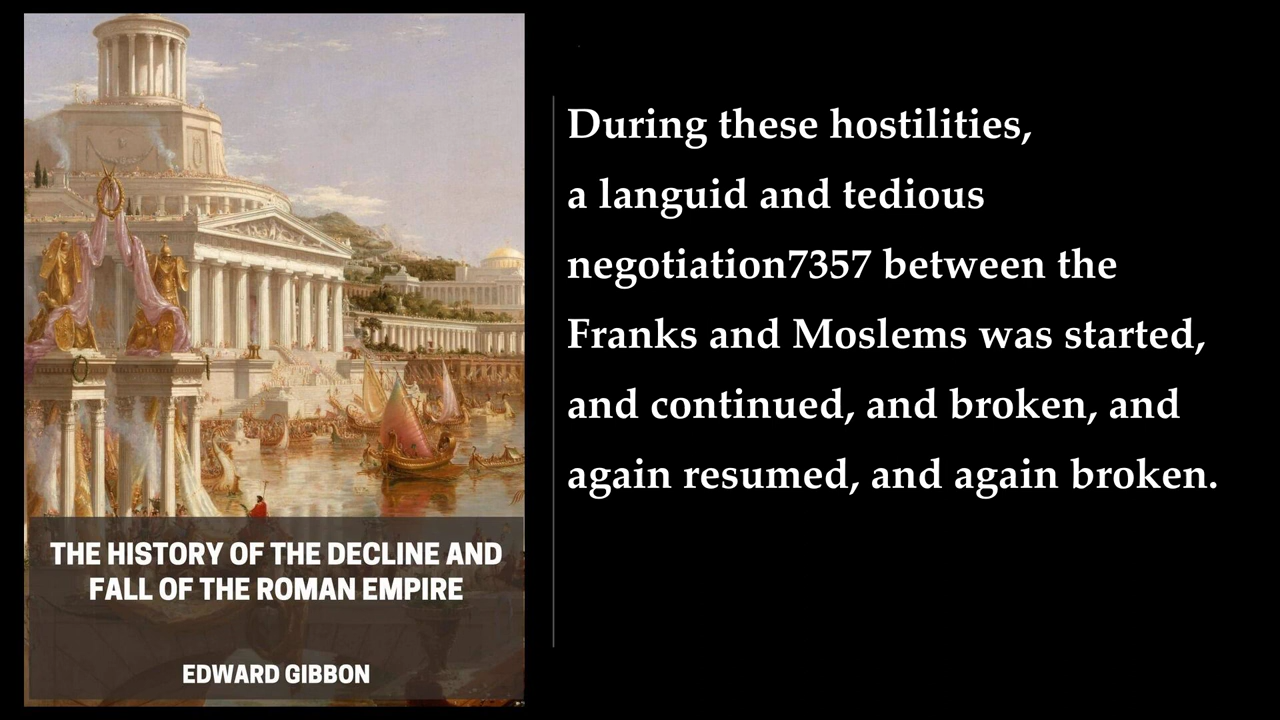 THE HISTORY OF THE DECLINE AND
FALL OF THE ROMAN EMPIRE
EDWARD GIBBON
During these hostilities,
a languid and tedious
negotiation7357 between the
Franks and Moslems was started,
and continued, and broken, and
again resumed, and again broken.